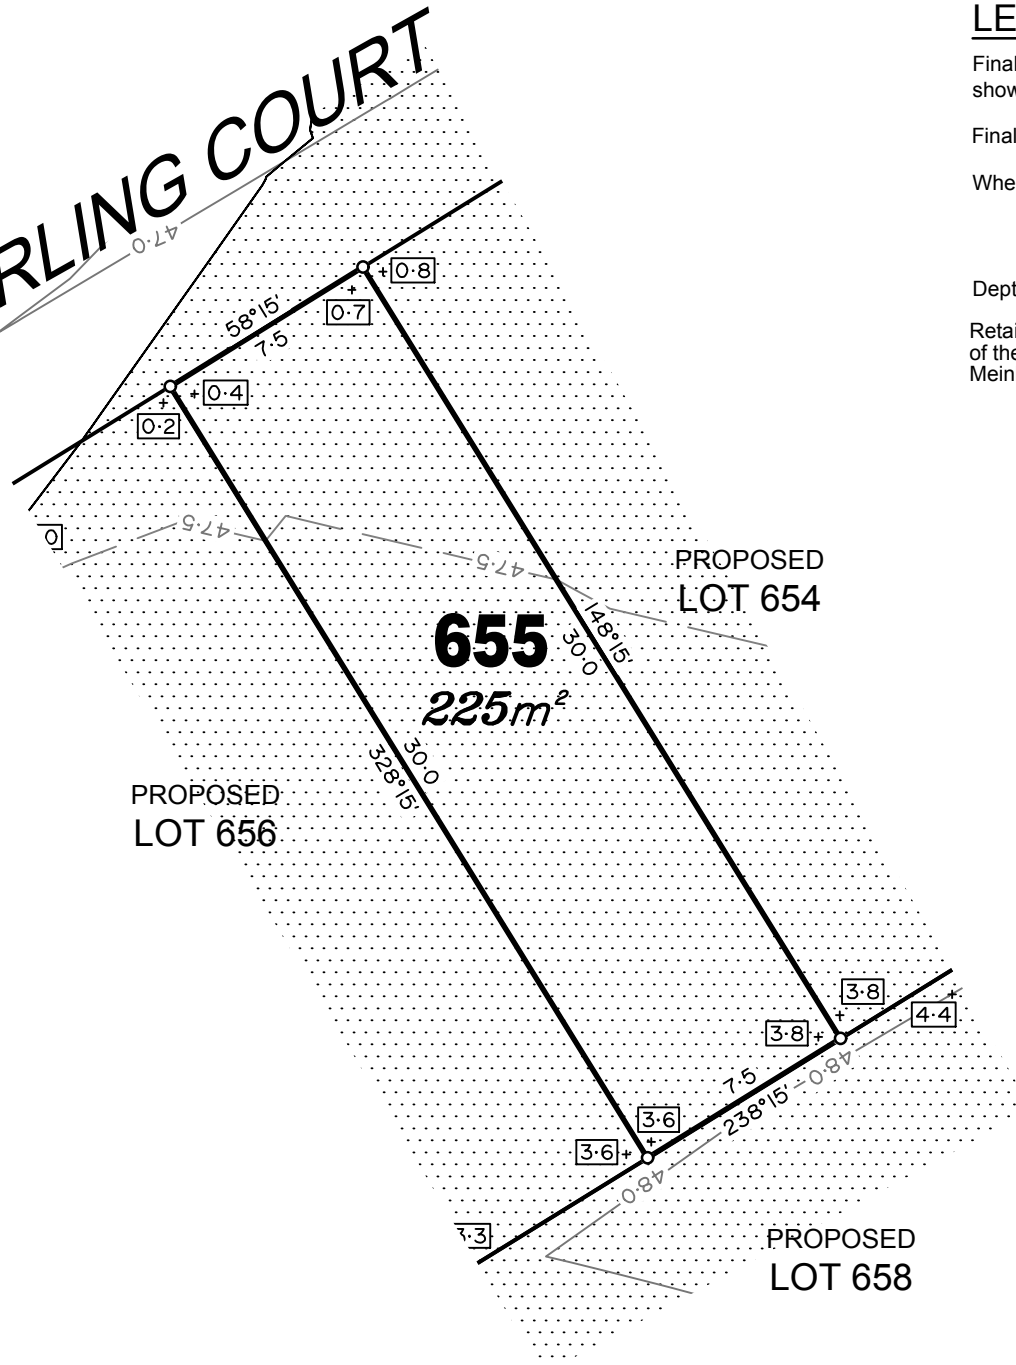 RLING COURT
LE
Final
show
Final
Whe
Dept
Retai
of the
Mein
47·0
0·8
0·7
58°15'
7·5
0·4
0·2
0
47·5
47·5
PROPOSED
LOT 654
148°15'
30·0
655
225m²
30·0
328°15'
PROPOSED
LOT 656
3·8
4·4
3·8
48·0
7·5
238°15'
3·6
3·6
48·0
3·3
PROPOSED
LOT 658